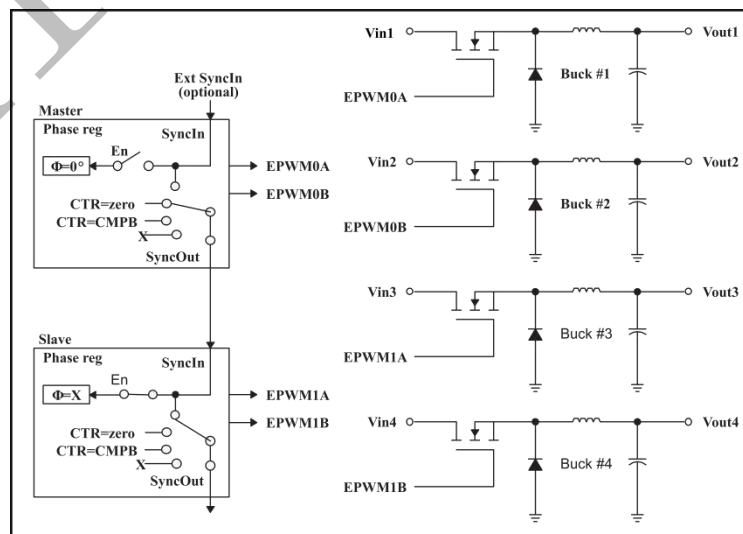 Ext SyncIn
(optional)
Master
Phase reg
SyncIn
En
Φ=0°
EPWM0A
EPWM0B
CTR=zero
CTR=CMPB
X
SyncOut
Slave
Phase reg
SyncIn
En
Φ=X
EPWM1A
EPWM1B
CTR=zero
CTR=CMPB
X
SyncOut
Vin1
Vout1
Buck #1
EPWM0A
Vin2
Vout2
Buck #2
EPWM0B
Vin3
Vout3
Buck #3
EPWM1A
Vin4
Vout4
Buck #4
EPWM1B